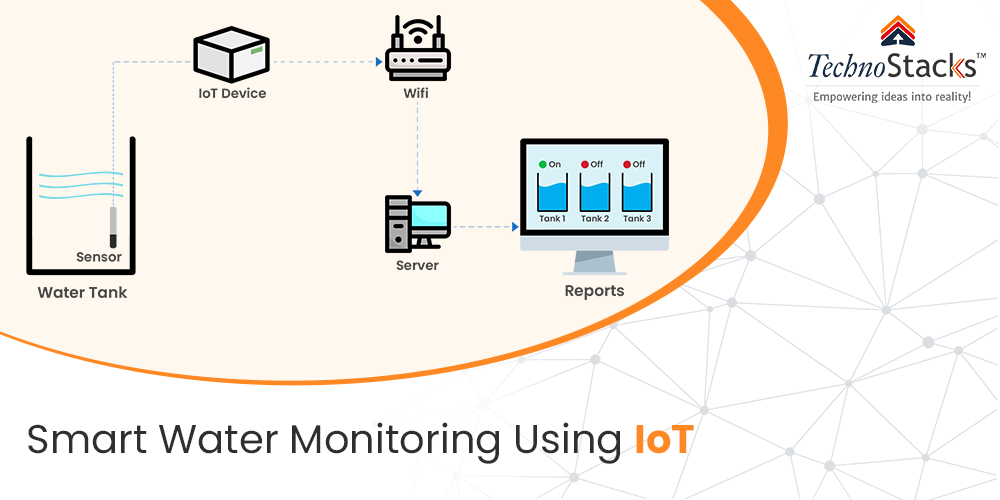 TechnoStacks™
Empowering ideas into reality!
IoT Device
Wifi
Sensor
Water Tank
Server
On Off Off
Tank 1 Tank 2 Tank 3
Reports
Smart Water Monitoring Using IoT